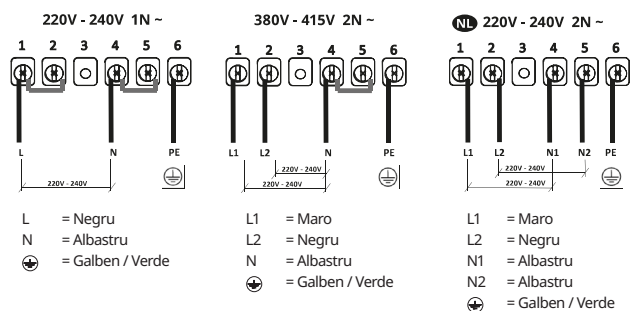 220V - 240V 1N ~
1 2 3 4 5 6
L N PE
220V - 240V
L = Negru
N = Albastru
= Galben / Verde
380V - 415V 2N ~
1 2 3 4 5 6
L1 L2 N PE
220V - 240V
220V - 240V
L1 = Maro
L2 = Negru
N = Albastru
= Galben / Verde
NL 220V - 240V 2N ~
1 2 3 4 5 6
L1 L2 N1 N2 PE
220V - 240V
220V - 240V
L1 = Maro
L2 = Negru
N1 = Albastru
N2 = Albastru
= Galben / Verde